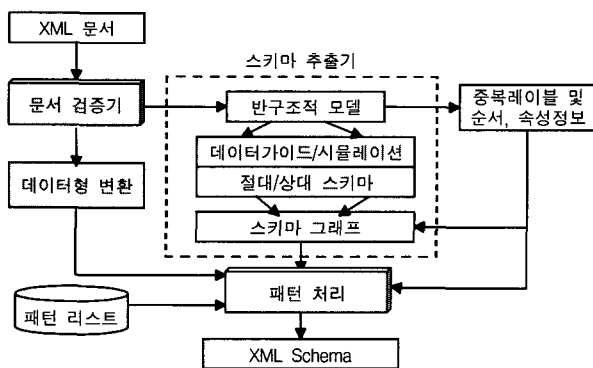 XML 문서
스키마 추출기
문서 검증기
반구조적 모델
중복레이블 및
순서, 속성정보
데이터가이드/시뮬레이션
데이터형 변환
절대/상대 스키마
스키마 그래프
패턴 처리
패턴 리스트
XML Schema